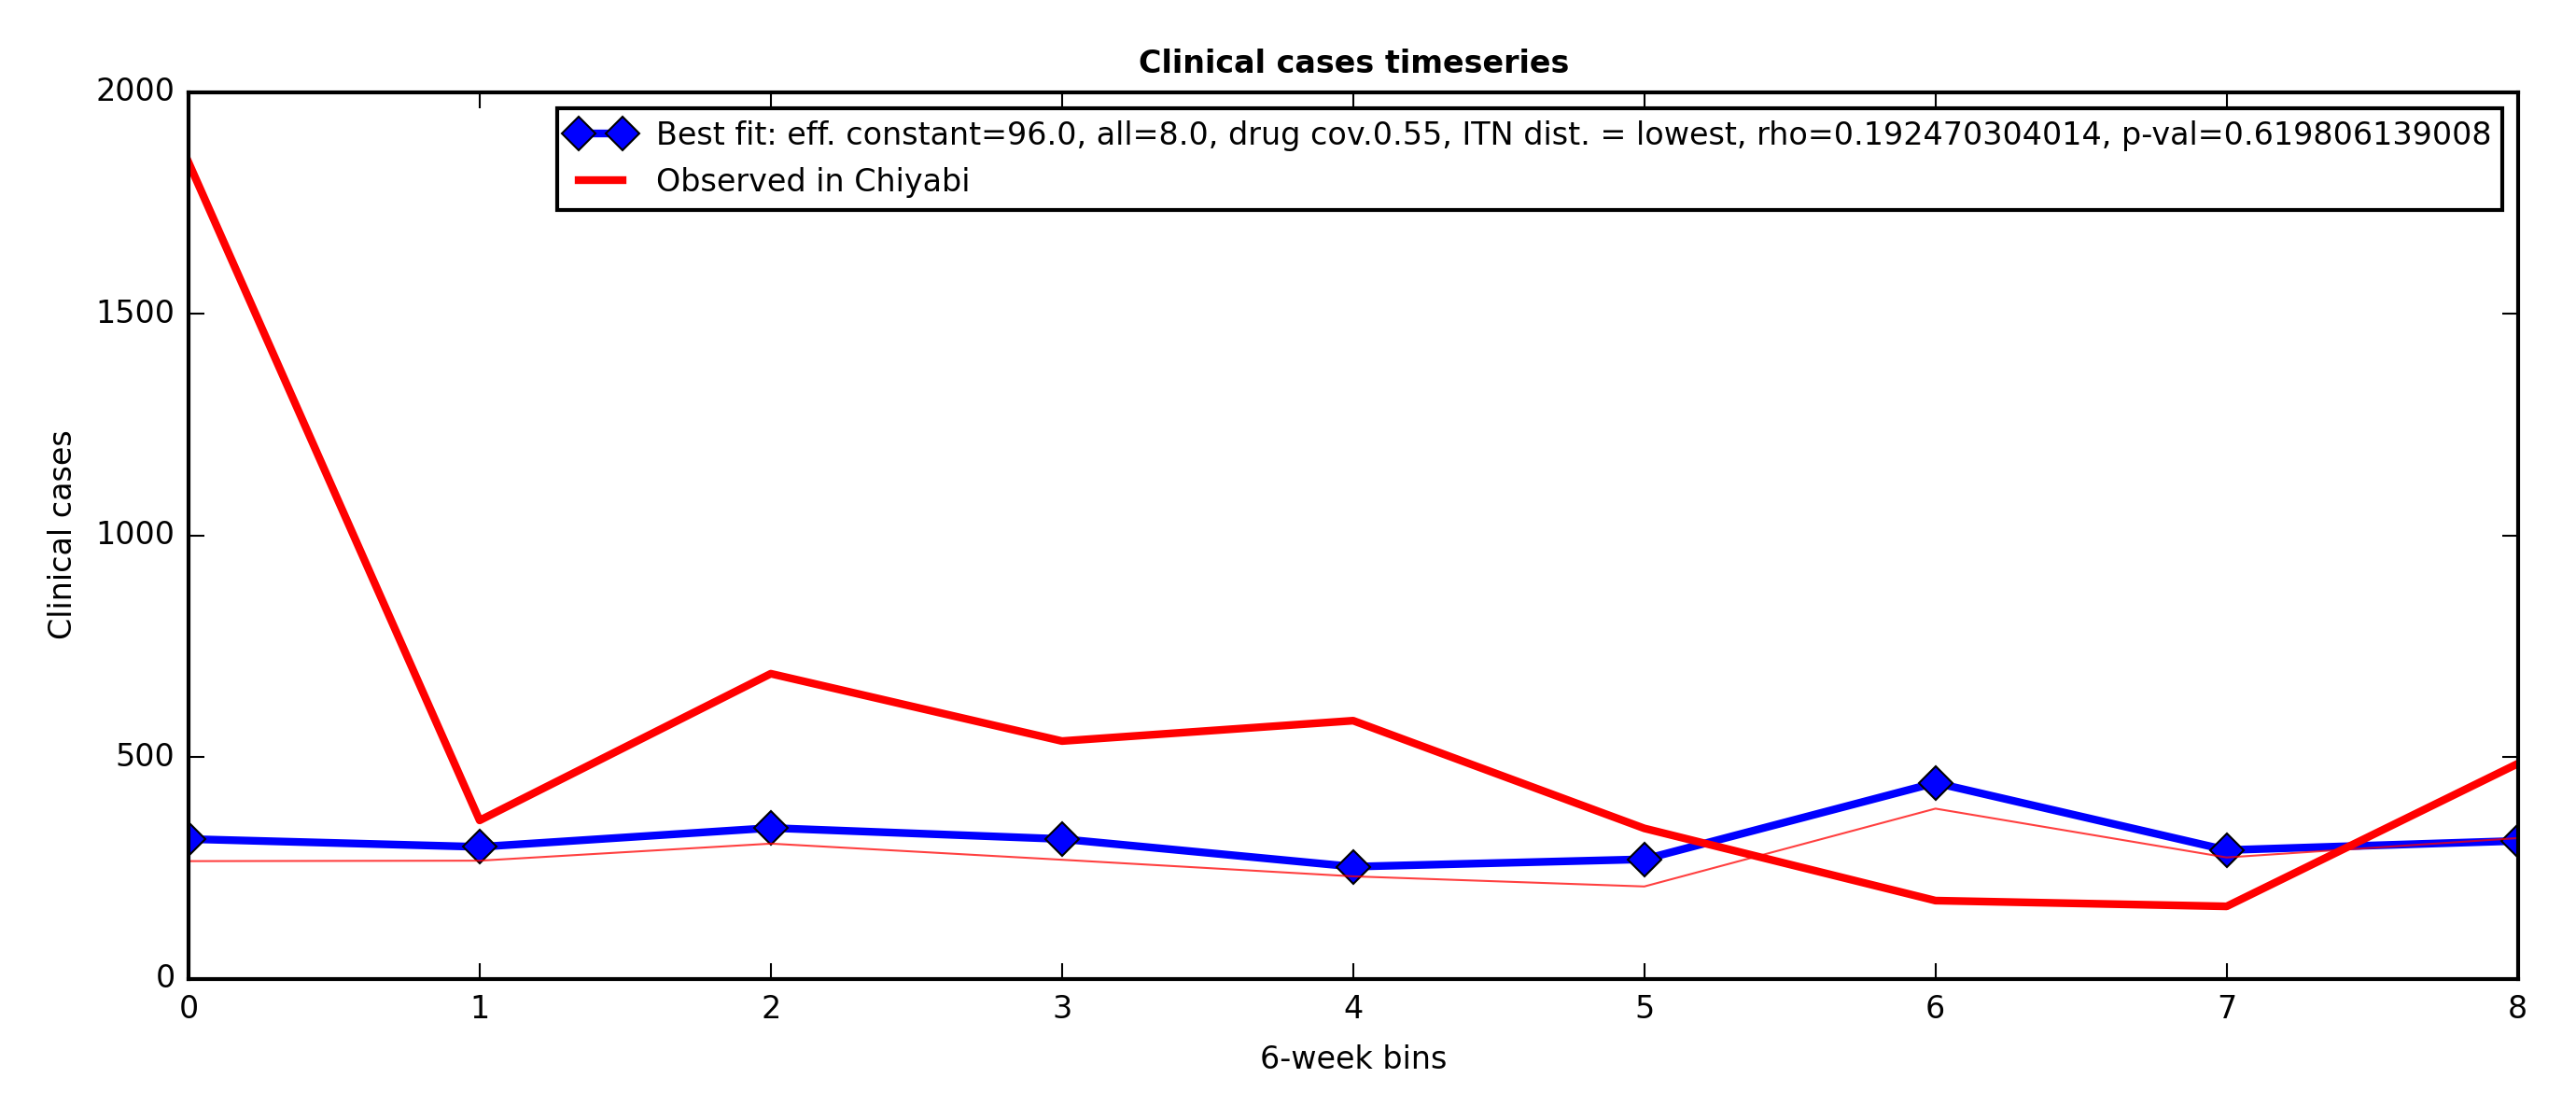 Clinical cases timeseries
2000
1500
1000
500
0
Clinical cases
Best fit: eff. constant=96.0, all=8.0, drug cov.0.55, ITN dist. = lowest, rho=0.192470304014, p-val=0.619806139008
Observed in Chiyabi
0 1 2 3 4 5 6 7 8
6-week bins